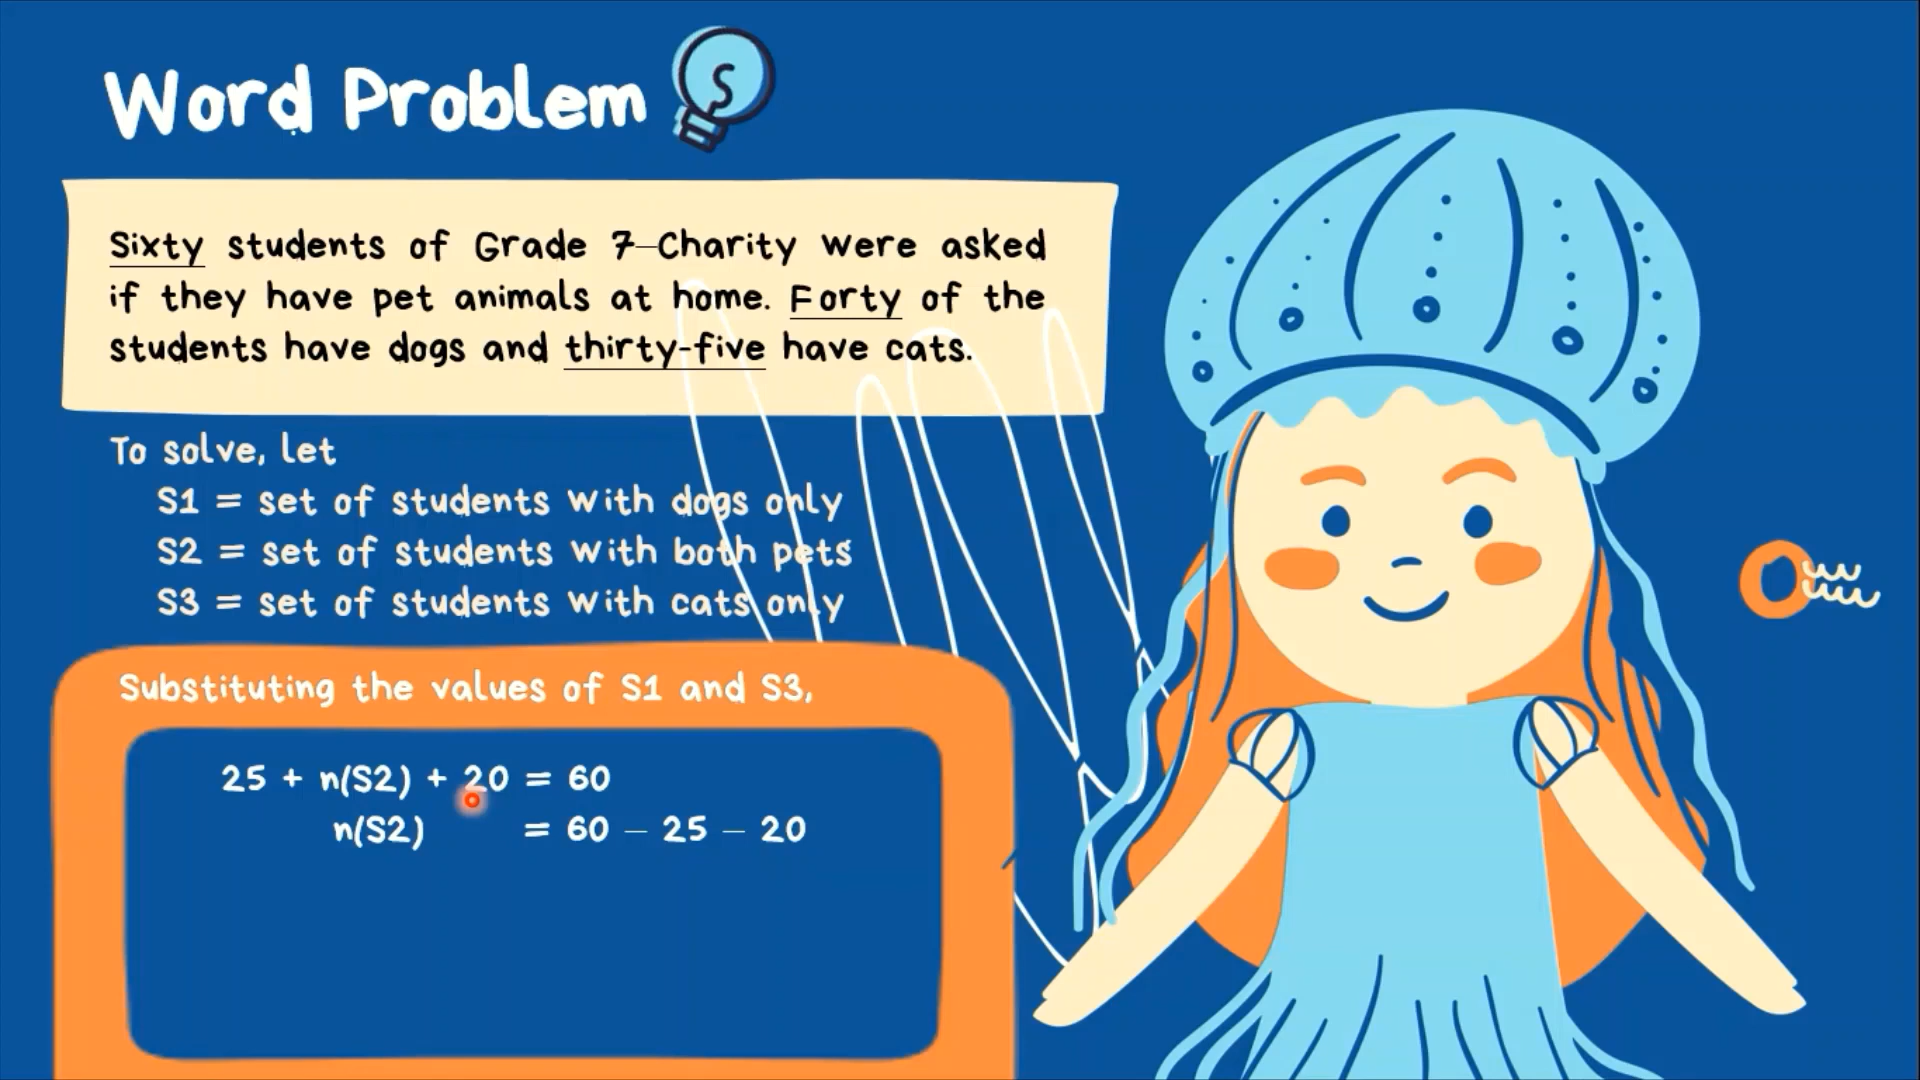 Word Problem
Sixty students of Grade 7–Charity were asked
if they have pet animals at home. Forty of the
students have dogs and thirty-five have cats.
To solve, let
S1 = set of students with dogs only
S2 = set of students with both pets
S3 = set of students with cats only
Substituting the values of S1 and S3,
25 + n(S2) + 20 = 60
n(S2) = 60 – 25 – 20